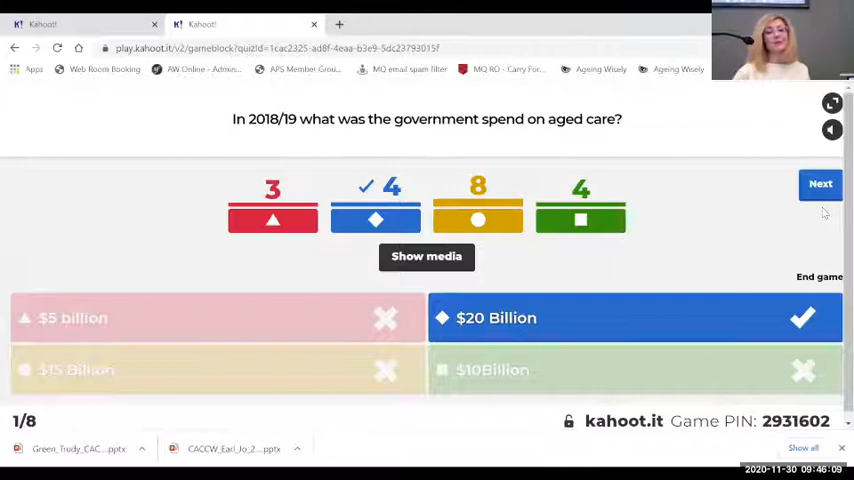 K! Kahoot!
K! Kahoot!
play.kahoot.it/v2/gameblock?quizId=1cac2325-ad8f-4eaa-b3e9-5dc23793015f
Apps
Web Room Booking
AW Online - Admin...
APS Member Grou...
MQ email spam filter
MQ RO - Carry For...
Ageing Wisely
Ageing Wisely
In 2018/19 what was the government spend on aged care?
3
4
8
4
Next
Show media
End game
$5 billion
$20 Billion
$15 Billion
$10Billion
1/8
kahoot.it Game PIN: 2931602
Green_Trudy_CAC....pptx
CACCW_Earl_Jo_2....pptx
Show all
2020-11-30 09:46:09